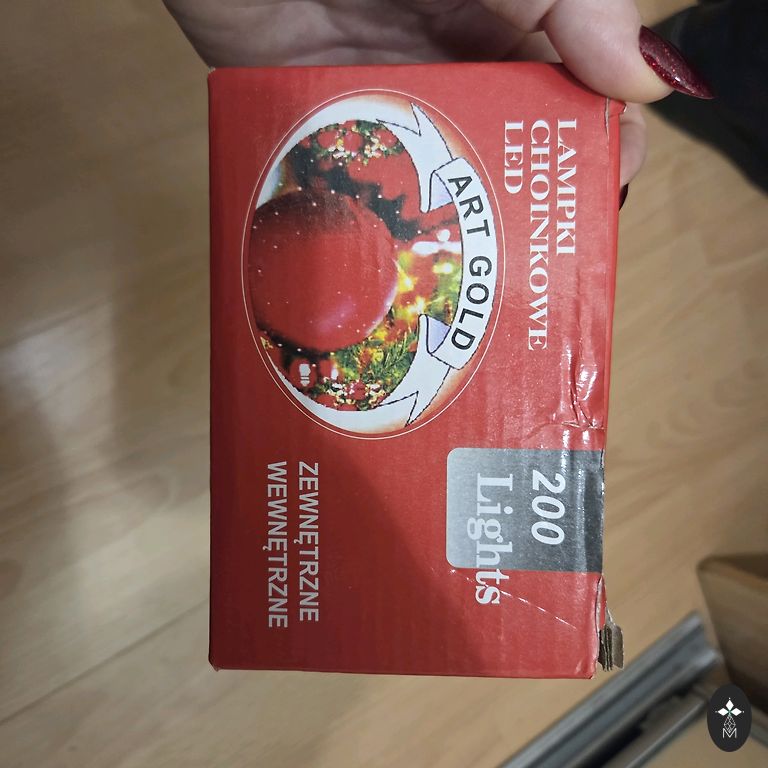 LAMPKI
CHOINKOWE
LED
200
Lights
ART GOLD
ZEWNĘTRZNE
WEWNĘTRZNE
M